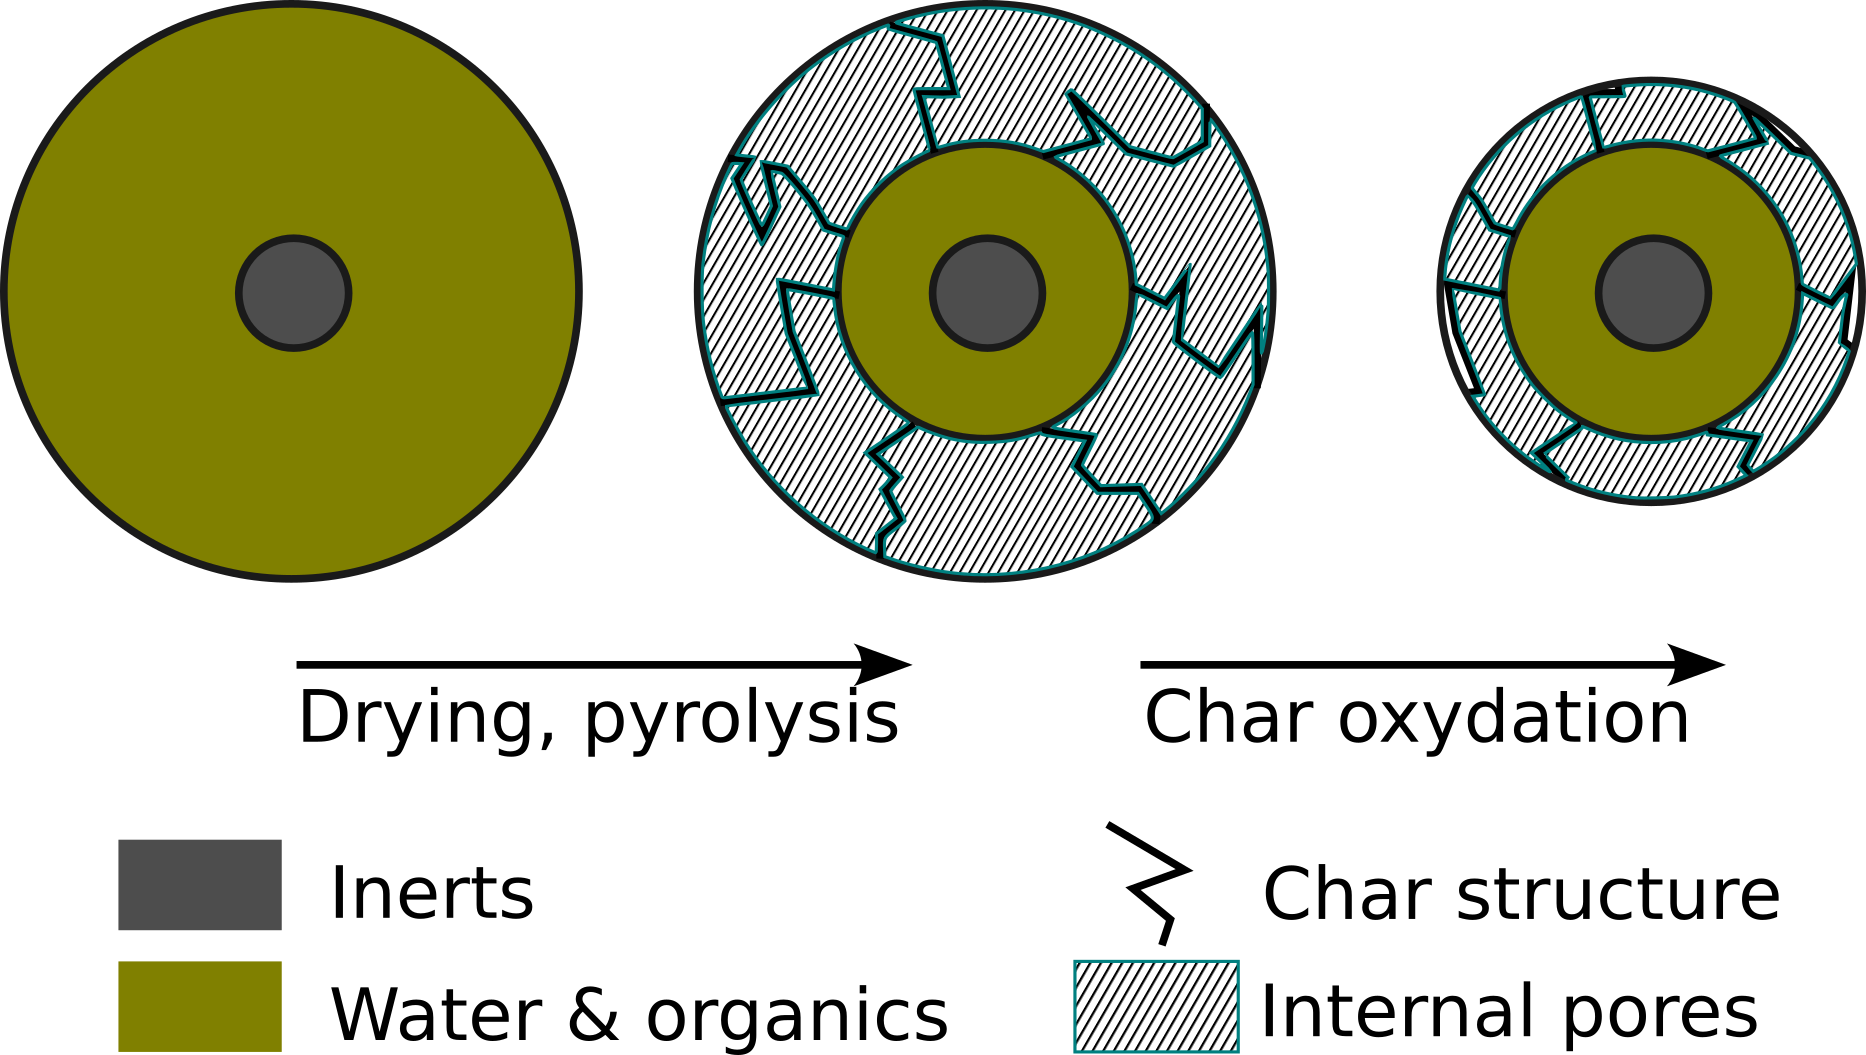 Drying, pyrolysis
Char oxydation
Inerts
Char structure
Water & organics
Internal pores